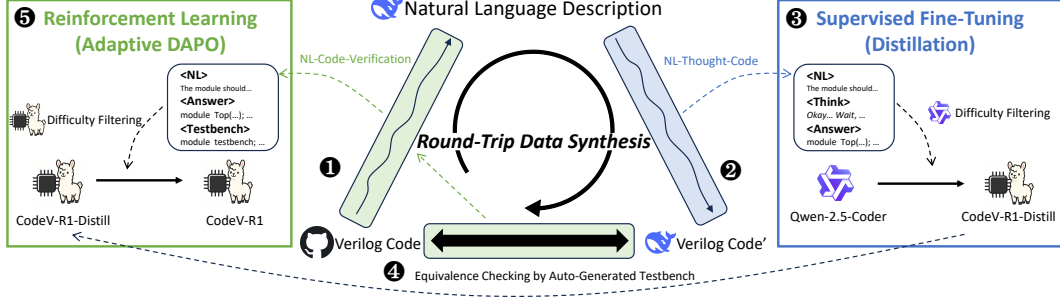 ❺ Reinforcement Learning
(Adaptive DAPO)
<NL>
The module should…
<Answer>
module Top(…); …
<Testbench>
module testbench; …
Difficulty Filtering
CodeV-R1-Distill
CodeV-R1
Natural Language Description
NL-Code-Verification
NL-Thought-Code
Round-Trip Data Synthesis
❶
❷
Verilog Code
Verilog Code’
❹ Equivalence Checking by Auto-Generated Testbench
❸ Supervised Fine-Tuning
(Distillation)
<NL>
The module should…
<Think>
Okay… Wait, …
<Answer>
module Top(…); …
Difficulty Filtering
Qwen-2.5-Coder
CodeV-R1-Distill